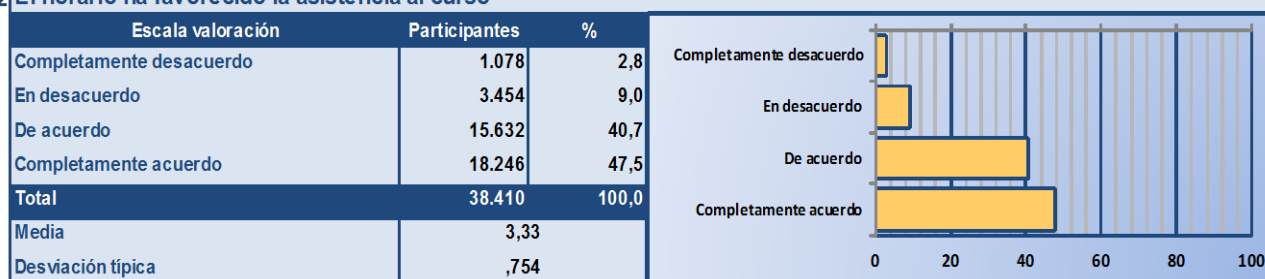 2 El horario ha favorecido la asistencia al curso
Escala valoración Participantes %
Completamente desacuerdo 1.078 2,8
En desacuerdo 3.454 9,0
De acuerdo 15.632 40,7
Completamente acuerdo 18.246 47,5
Total 38.410 100,0
Media 3,33
Desviación típica ,754
Completamente desacuerdo
En desacuerdo
De acuerdo
Completamente acuerdo
0 20 40 60 80 100